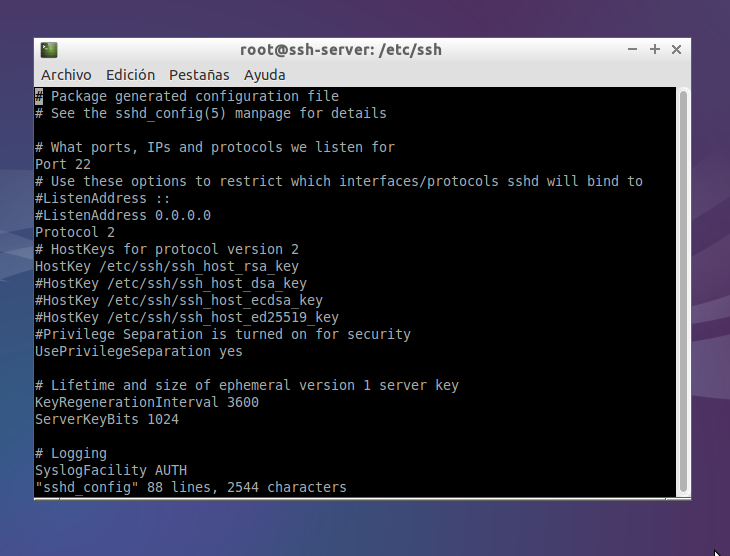 root@ssh-server: /etc/ssh
Archivo Edición Pestañas Ayuda
# Package generated configuration file
# See the sshd_config(5) manpage for details
# What ports, IPs and protocols we listen for
Port 22
# Use these options to restrict which interfaces/protocols sshd will bind to
#ListenAddress ::
#ListenAddress 0.0.0.0
Protocol 2
# HostKeys for protocol version 2
HostKey /etc/ssh/ssh_host_rsa_key
#HostKey /etc/ssh/ssh_host_dsa_key
#HostKey /etc/ssh/ssh_host_ecdsa_key
#HostKey /etc/ssh/ssh_host_ed25519_key
#Privilege Separation is turned on for security
UsePrivilegeSeparation yes
# Lifetime and size of ephemeral version 1 server key
KeyRegenerationInterval 3600
ServerKeyBits 1024
# Logging
SyslogFacility AUTH
"sshd_config" 88 lines, 2544 characters